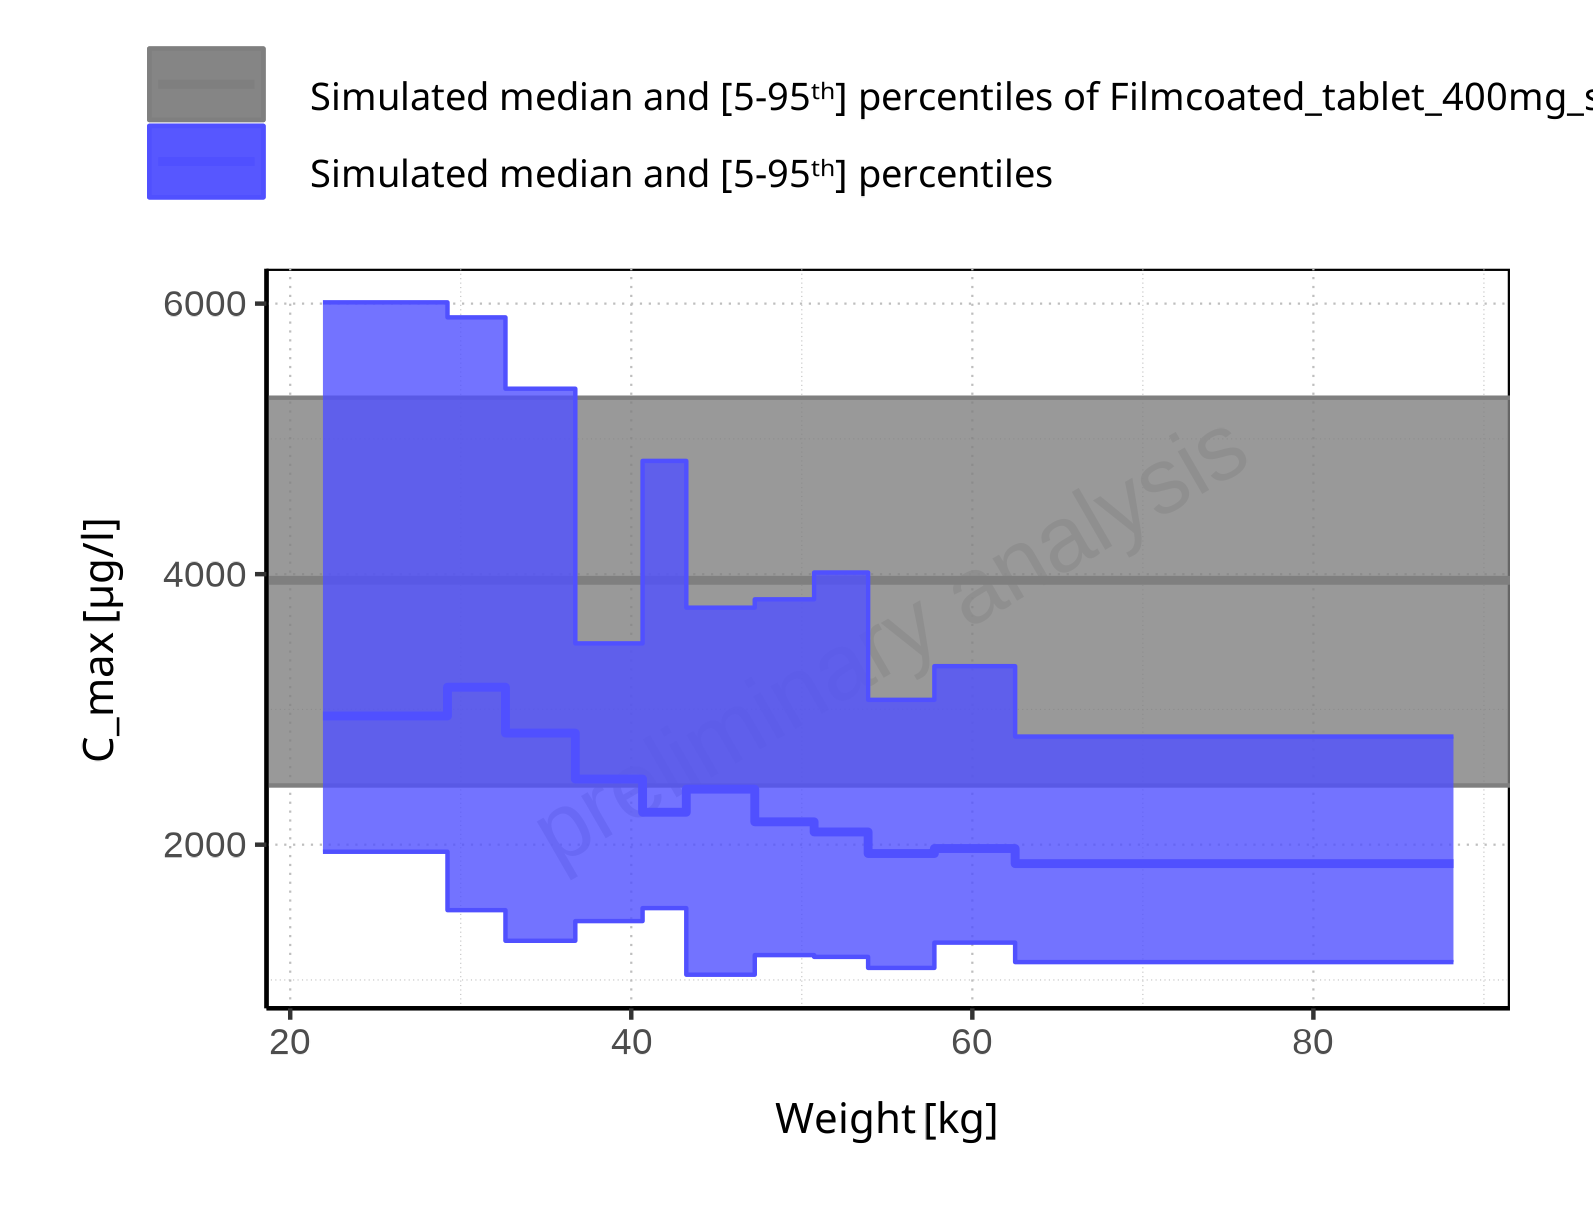 Simulated median and [5-95ᵗʰ] percentiles of Filmcoated_tablet_400mg_s
Simulated median and [5-95ᵗʰ] percentiles
6000
4000
2000
C_max [µg/l]
preliminary analysis
20 40 60 80
Weight [kg]